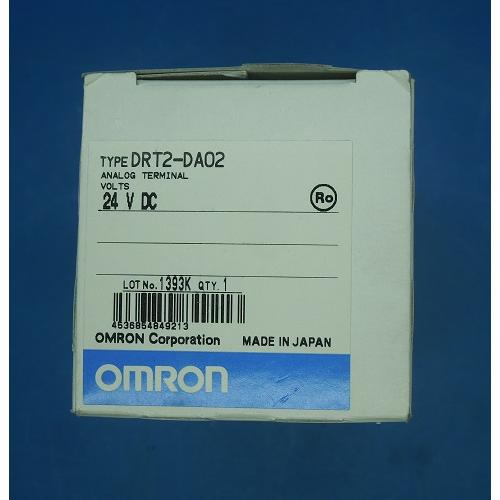 TYPE DRT2-DA02
ANALOG TERMINAL
VOLTS
24 V DC
Ro
LOT No. 1393K QTY. 1
4536854849213
OMRON Corporation MADE IN JAPAN
OMRON